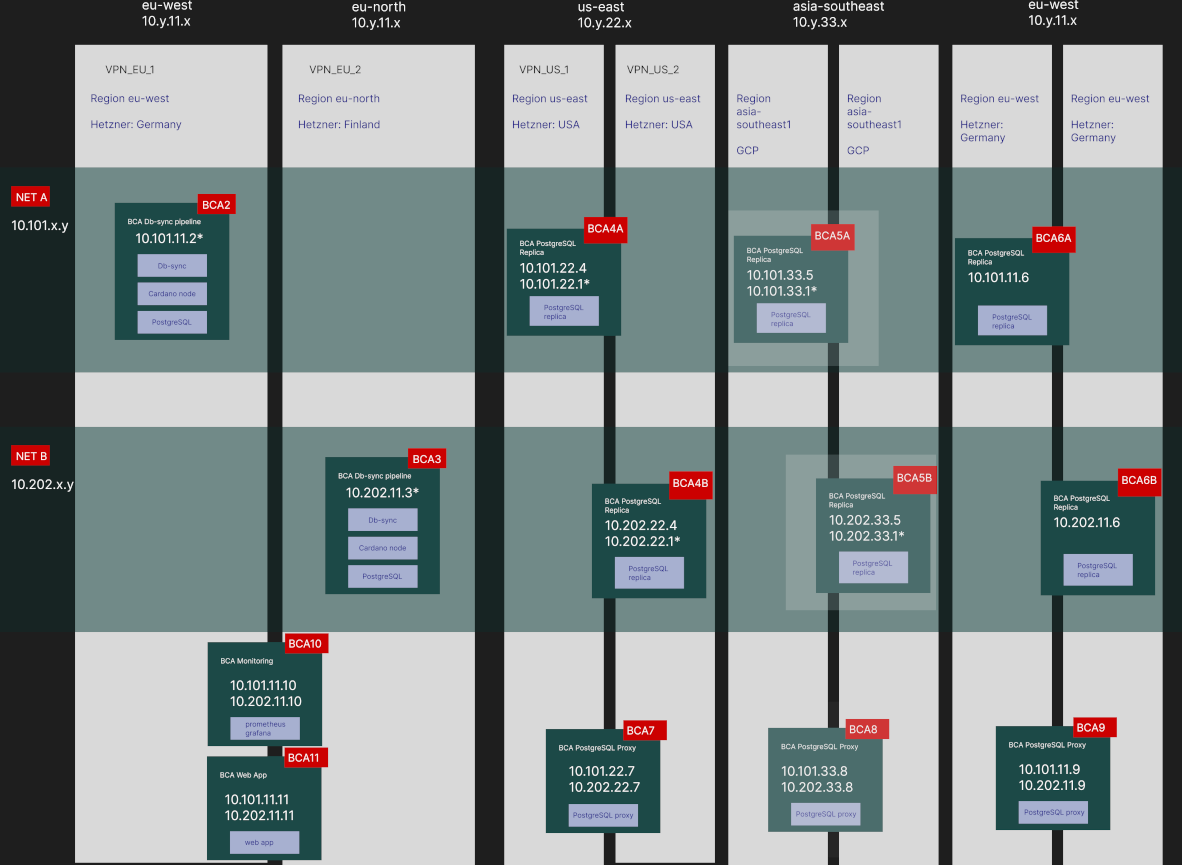 eu-west
10.y.11.x
eu-north
10.y.11.x
us-east
10.y.22.x
asia-southeast
10.y.33.x
eu-west
10.y.11.x
VPN_EU_1
Region eu-west
Hetzner: Germany
VPN_EU_2
Region eu-north
Hetzner: Finland
VPN_US_1
Region us-east
Hetzner: USA
VPN_US_2
Region us-east
Hetzner: USA
Region
asia-
southeast1
GCP
Region
asia-
southeast1
GCP
Region eu-west
Hetzner:
Germany
Region eu-west
Hetzner:
Germany
NET A
10.101.x.y
BCA2
BCA Db-sync pipeline
10.101.11.2*
Db-sync
Cardano node
PostgreSQL
BCA4A
BCA PostgreSQL
Replica
10.101.22.4
10.101.22.1*
PostgreSQL
replica
BCA5A
BCA PostgreSQL
Replica
10.101.33.5
10.101.33.1*
PostgreSQL
replica
BCA6A
BCA PostgreSQL
Replica
10.101.11.6
PostgreSQL
replica
NET B
10.202.x.y
BCA3
BCA Db-sync pipeline
10.202.11.3*
Db-sync
Cardano node
PostgreSQL
BCA4B
BCA PostgreSQL
Replica
10.202.22.4
10.202.22.1*
PostgreSQL
replica
BCA5B
BCA PostgreSQL
Replica
10.202.33.5
10.202.33.1*
PostgreSQL
replica
BCA6B
BCA PostgreSQL
Replica
10.202.11.6
PostgreSQL
replica
BCA10
BCA Monitoring
10.101.11.10
10.202.11.10
prometheus
grafana
BCA11
BCA Web App
10.101.11.11
10.202.11.11
web app
BCA7
BCA PostgreSQL Proxy
10.101.22.7
10.202.22.7
PostgreSQL proxy
BCA8
BCA PostgreSQL Proxy
10.101.33.8
10.202.33.8
PostgreSQL proxy
BCA9
BCA PostgreSQL Proxy
10.101.11.9
10.202.11.9
PostgreSQL proxy